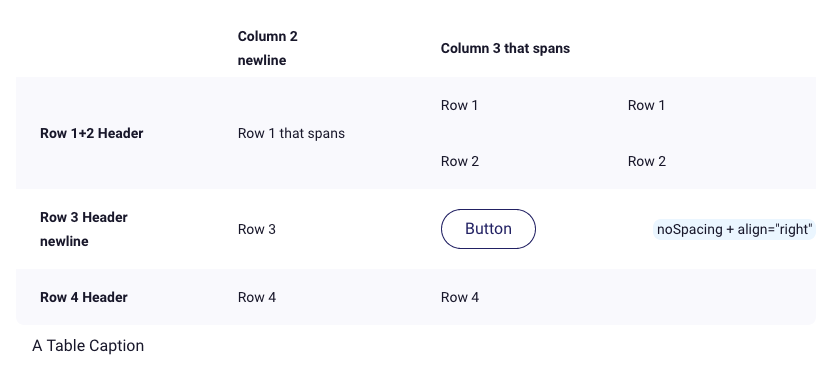 Column 2
newline
Column 3 that spans
Row 1+2 Header
Row 1 that spans
Row 1
Row 1
Row 2
Row 2
Row 3 Header
newline
Row 3
Button
noSpacing + align="right"
Row 4 Header
Row 4
Row 4
A Table Caption